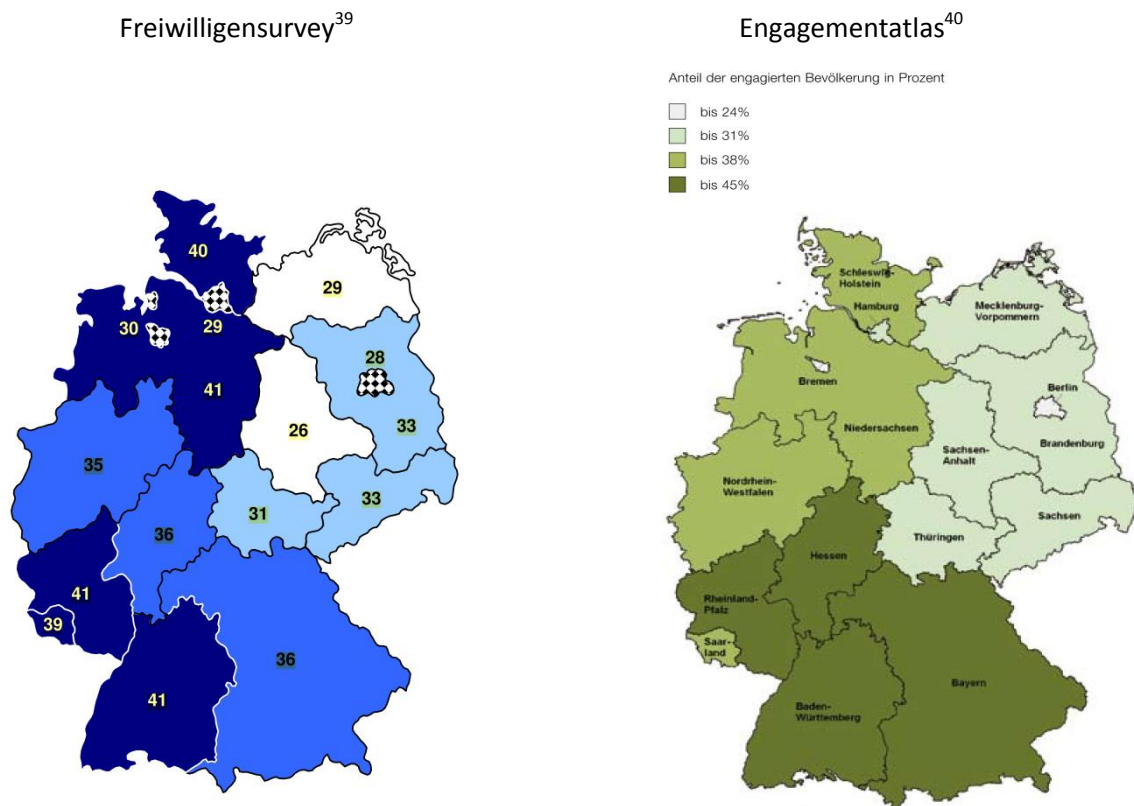 Freiwilligensurvey39
Engagementatlas40
Anteil der engagierten Bevölkerung in Prozent
bis 24%
bis 31%
bis 38%
bis 45%
40
29
30
29
28
41
26
33
35
33
31
36
41
39
36
41
Schleswig-
Holstein
Hamburg
Mecklenburg-
Vorpommern
Bremen
Berlin
Niedersachsen
Brandenburg
Sachsen-
Anhalt
Nordrhein-
Westfalen
Sachsen
Thüringen
Hessen
Rheinland-
Pfalz
Saar-
land
Bayern
Baden-
Württemberg